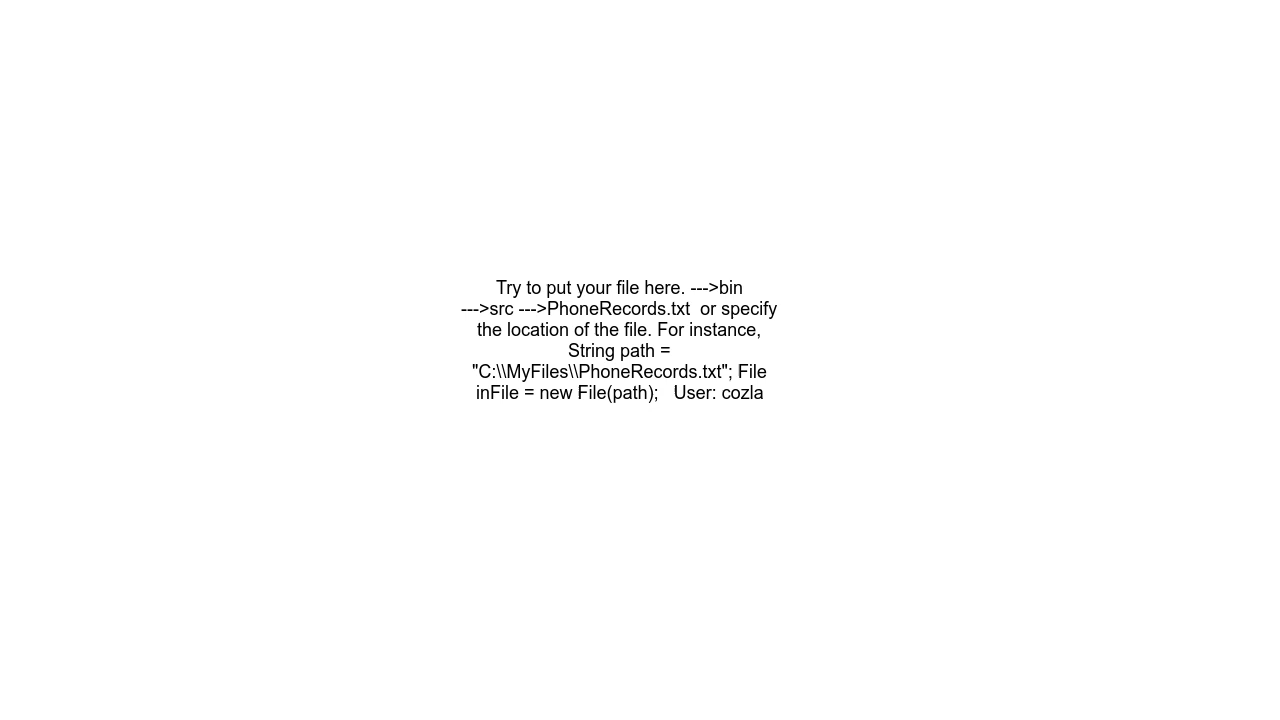 Try to put your file here. --->bin
--->src --->PhoneRecords.txt  or specify
the location of the file. For instance,
String path =
"C:\\MyFiles\\PhoneRecords.txt"; File
inFile = new File(path);   User: cozla